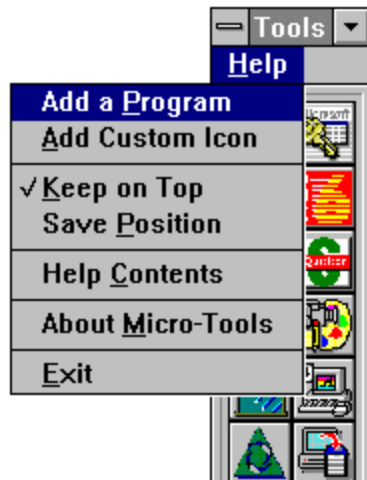 Tools
Help
Add a Program
Add Custom Icon
Keep on Top
Save Position
Help Contents
About Micro-Tools
Exit